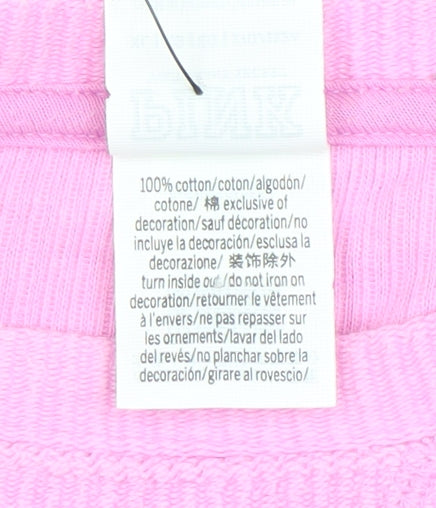 100% cotton/coton/algodón/
cotone/ 棉 exclusive of
decoration/sauf décoration/no
incluye la decoración/esclusa la
decorazione/ 装饰除外
turn inside out/do not iron on
decoration/retourner le vêtement
à l'envers/ne pas repasser sur
les ornements/lavar del lado
del revés/no planchar sobre la
decoración/girare al rovescio/